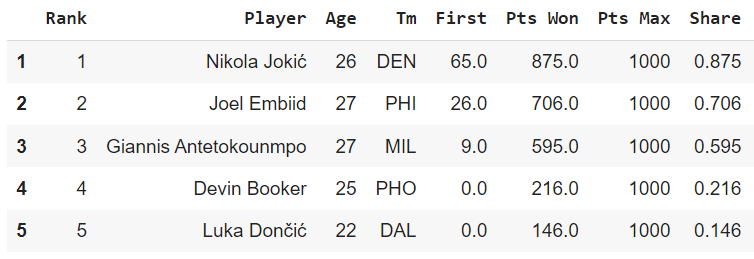 Rank Player Age Tm First Pts Won Pts Max Share
1 1 Nikola Jokić 26 DEN 65.0 875.0 1000 0.875
2 2 Joel Embiid 27 PHI 26.0 706.0 1000 0.706
3 3 Giannis Antetokounmpo 27 MIL 9.0 595.0 1000 0.595
4 4 Devin Booker 25 PHO 0.0 216.0 1000 0.216
5 5 Luka Dončić 22 DAL 0.0 146.0 1000 0.146